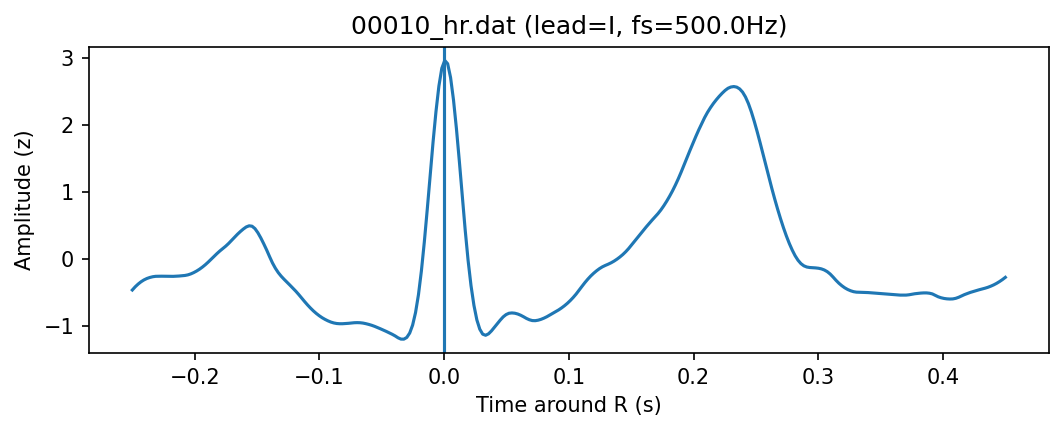 00010_hr.dat (lead=I, fs=500.0Hz)
Amplitude (z)
3
2
1
0
−1
−0.2 −0.1 0.0 0.1 0.2 0.3 0.4
Time around R (s)